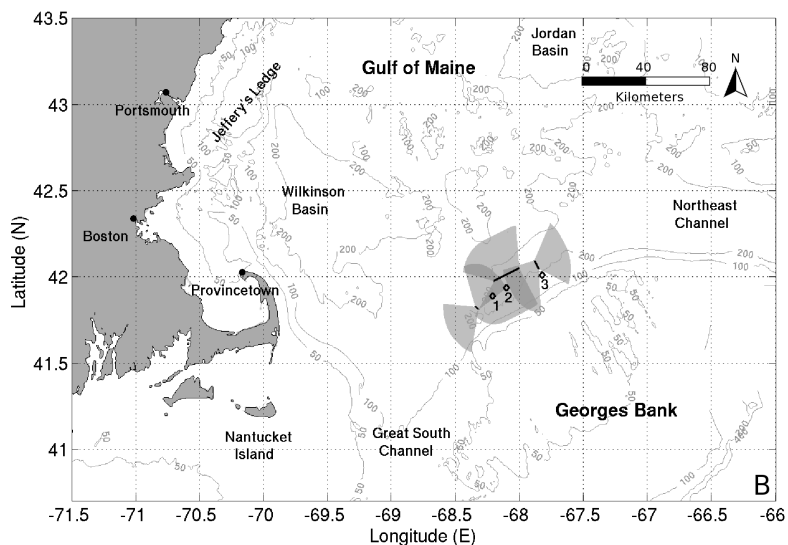 43.5
43
42.5
42
41.5
41
-71.5
-71
-70.5
-70
-69.5
-69
-68.5
-68
-67.5
-67
-66.5
-66
Latitude (N)
Longitude (E)
Jordan
Basin
Gulf of Maine
0 40 80
Kilometers
N
Portsmouth
Jeffery's Ledge
Wilkinson
Basin
Northeast
Channel
Boston
Provincetown
1
2
3
Georges Bank
Nantucket
Island
Great South
Channel
B
50
100
200